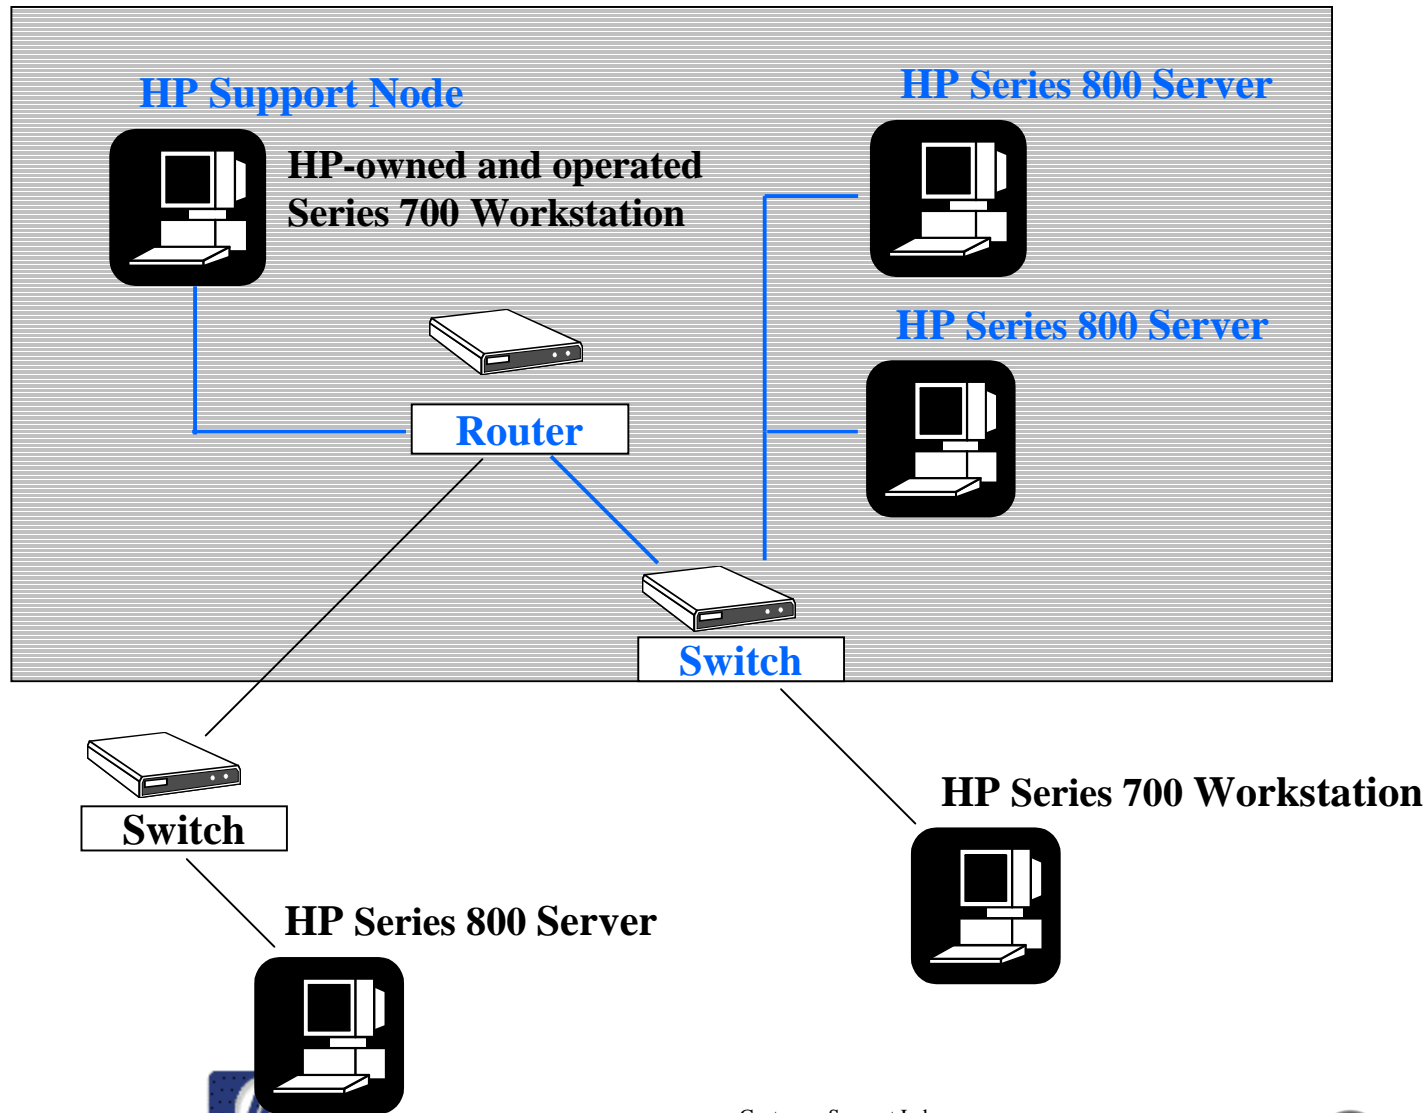 HP Support Node
HP Series 800 Server
HP-owned and operated
Series 700 Workstation
HP Series 800 Server
Router
Switch
HP Series 700 Workstation
Switch
HP Series 800 Server